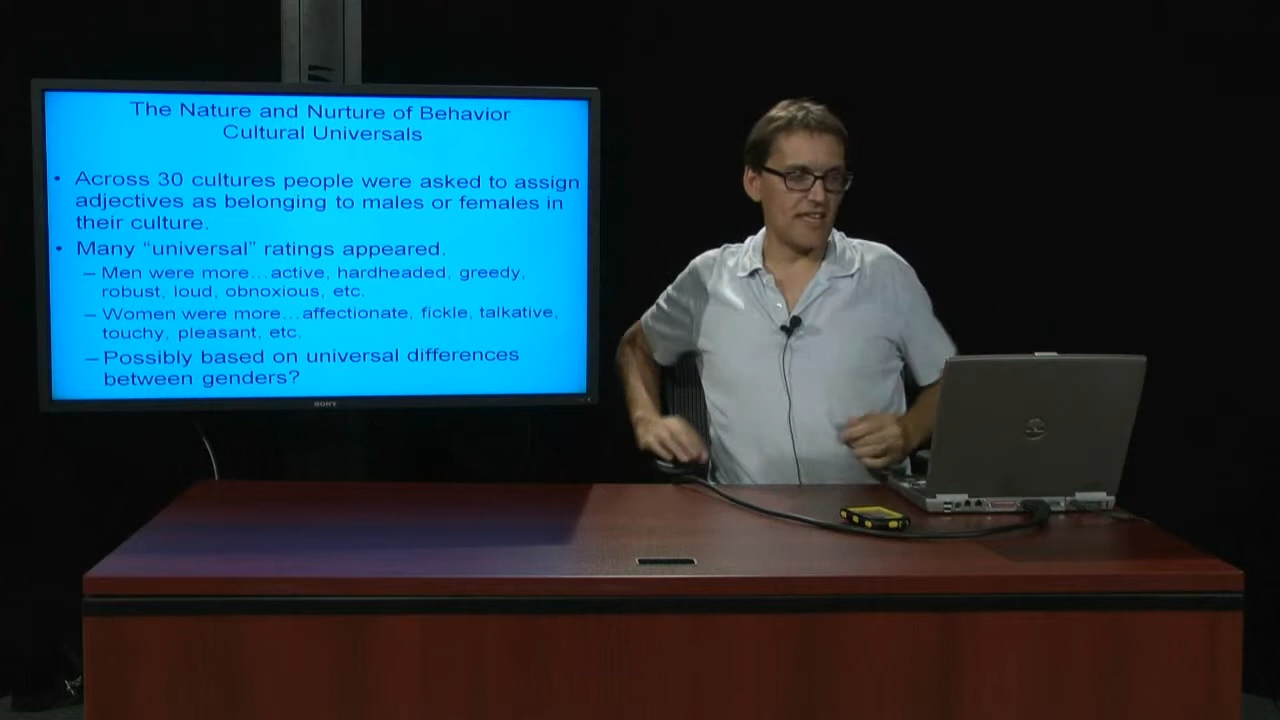 The Nature and Nurture of Behavior
Cultural Universals
• Across 30 cultures people were asked to assign
adjectives as belonging to males or females in
their culture.
• Many “universal” ratings appeared.
– Men were more…active, hardheaded, greedy,
robust, loud, obnoxious, etc.
– Women were more…affectionate, fickle, talkative,
touchy, pleasant, etc.
– Possibly based on universal differences
between genders?
SONY